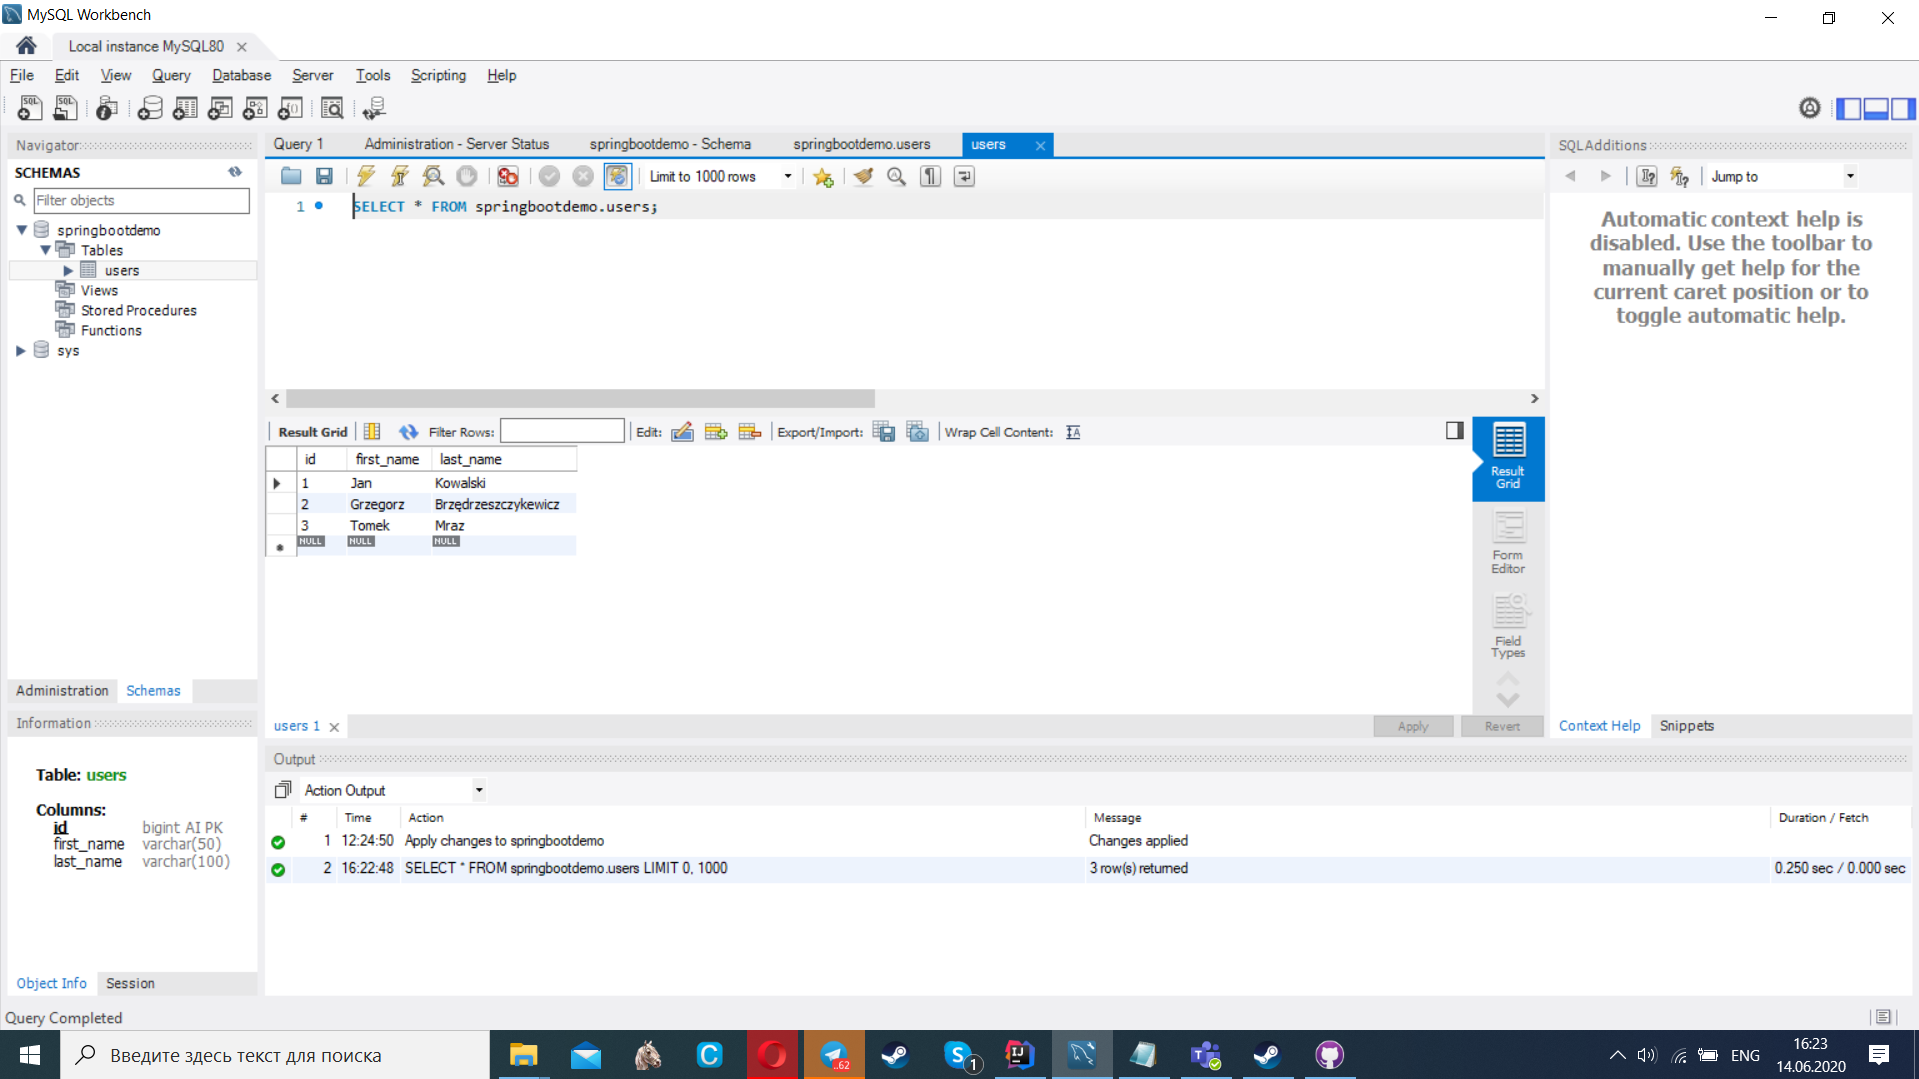 MySQL Workbench
Local instance MySQL80
File Edit View Query Database Server Tools Scripting Help
Navigator
SCHEMAS
Filter objects
springbootdemo
Tables
users
Views
Stored Procedures
Functions
sys
Administration Schemas
Information
Table: users
Columns:
id bigint AI PK
first_name varchar(50)
last_name varchar(100)
Object Info Session
Query 1 Administration - Server Status springbootdemo - Schema springbootdemo.users users
Limit to 1000 rows
1 SELECT * FROM springbootdemo.users;
Result Grid Filter Rows: Edit: Export/Import: Wrap Cell Content:
id first_name last_name
1 Jan Kowalski
2 Grzegorz Brzędrzeszczykewicz
3 Tomek Mraz
NULL NULL NULL
Result
Grid
Form
Editor
Field
Types
users 1
Apply Revert
SQLAdditions
Jump to
Automatic context help is
disabled. Use the toolbar to
manually get help for the
current caret position or to
toggle automatic help.
Context Help Snippets
Output
Action Output
# Time Action Message Duration / Fetch
1 12:24:50 Apply changes to springbootdemo Changes applied
2 16:22:48 SELECT * FROM springbootdemo.users LIMIT 0, 1000 3 row(s) returned 0.250 sec / 0.000 sec
Query Completed
Введите здесь текст для поиска
..62
1
ENG
16:23
14.06.2020